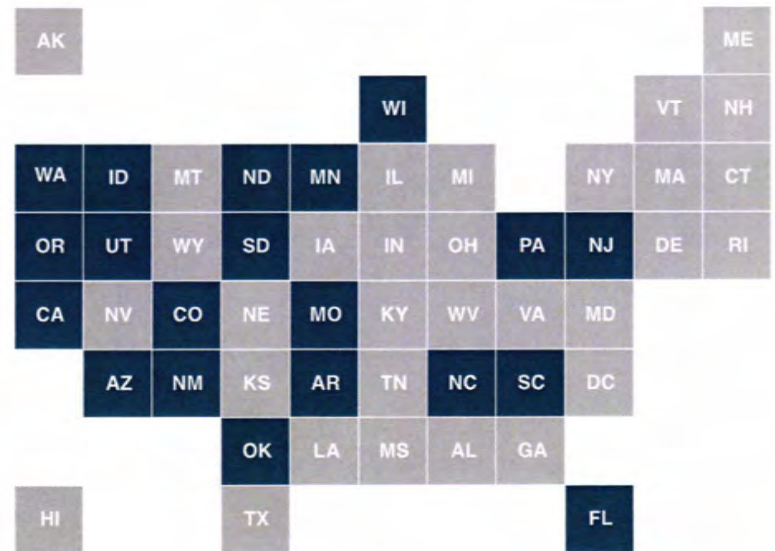 AK ME
WI VT NH
WA ID MT ND MN IL MI NY MA CT
OR UT WY SD IA IN OH PA NJ DE RI
CA NV CO NE MO KY WV VA MD
AZ NM KS AR TN NC SC DC
OK LA MS AL GA
HI TX FL